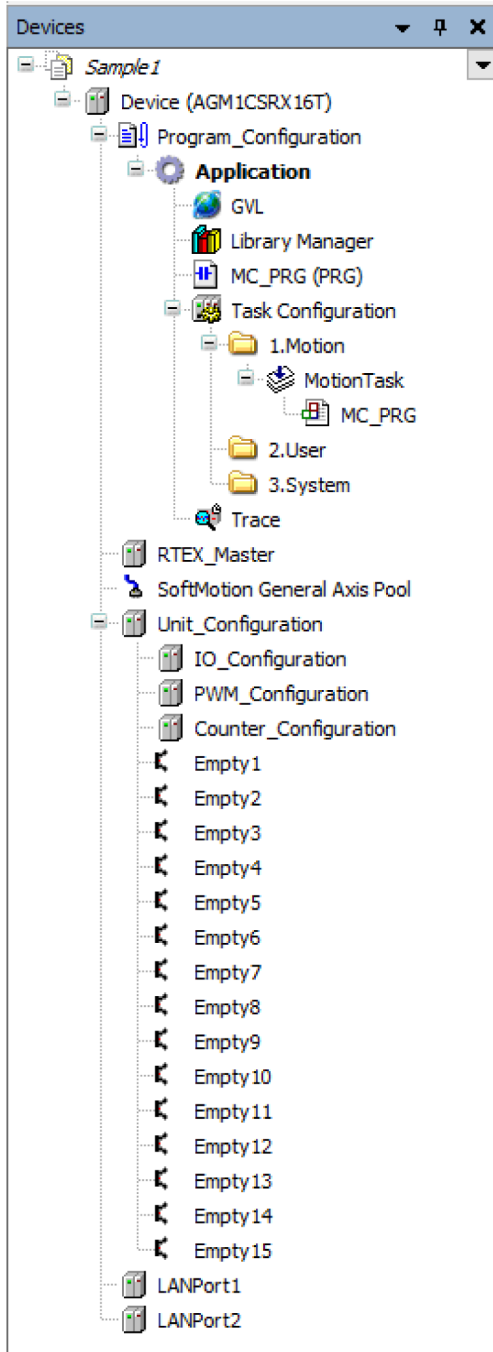 Devices
Sample1
Device (AGM1CSRX16T)
Program_Configuration
Application
GVL
Library Manager
MC_PRG (PRG)
Task Configuration
1.Motion
MotionTask
MC_PRG
2.User
3.System
Trace
RTEX_Master
SoftMotion General Axis Pool
Unit_Configuration
IO_Configuration
PWM_Configuration
Counter_Configuration
Empty1
Empty2
Empty3
Empty4
Empty5
Empty6
Empty7
Empty8
Empty9
Empty10
Empty11
Empty12
Empty13
Empty14
Empty15
LANPort1
LANPort2